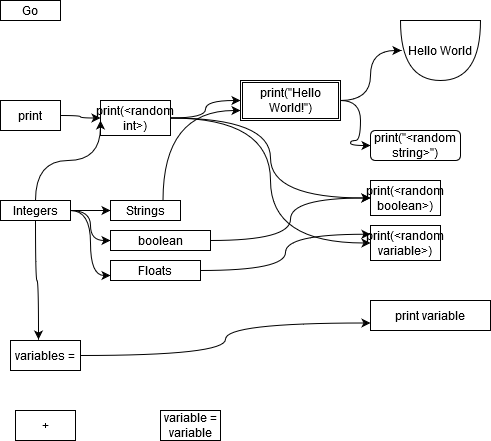 Go
Hello World
print("Hello
World!")
print
print(<random
int>)
print("<random
string>")
print(<random
boolean>)
Integers
Strings
boolean
print(<random
variable>)
Floats
print variable
variables =
+
variable =
variable